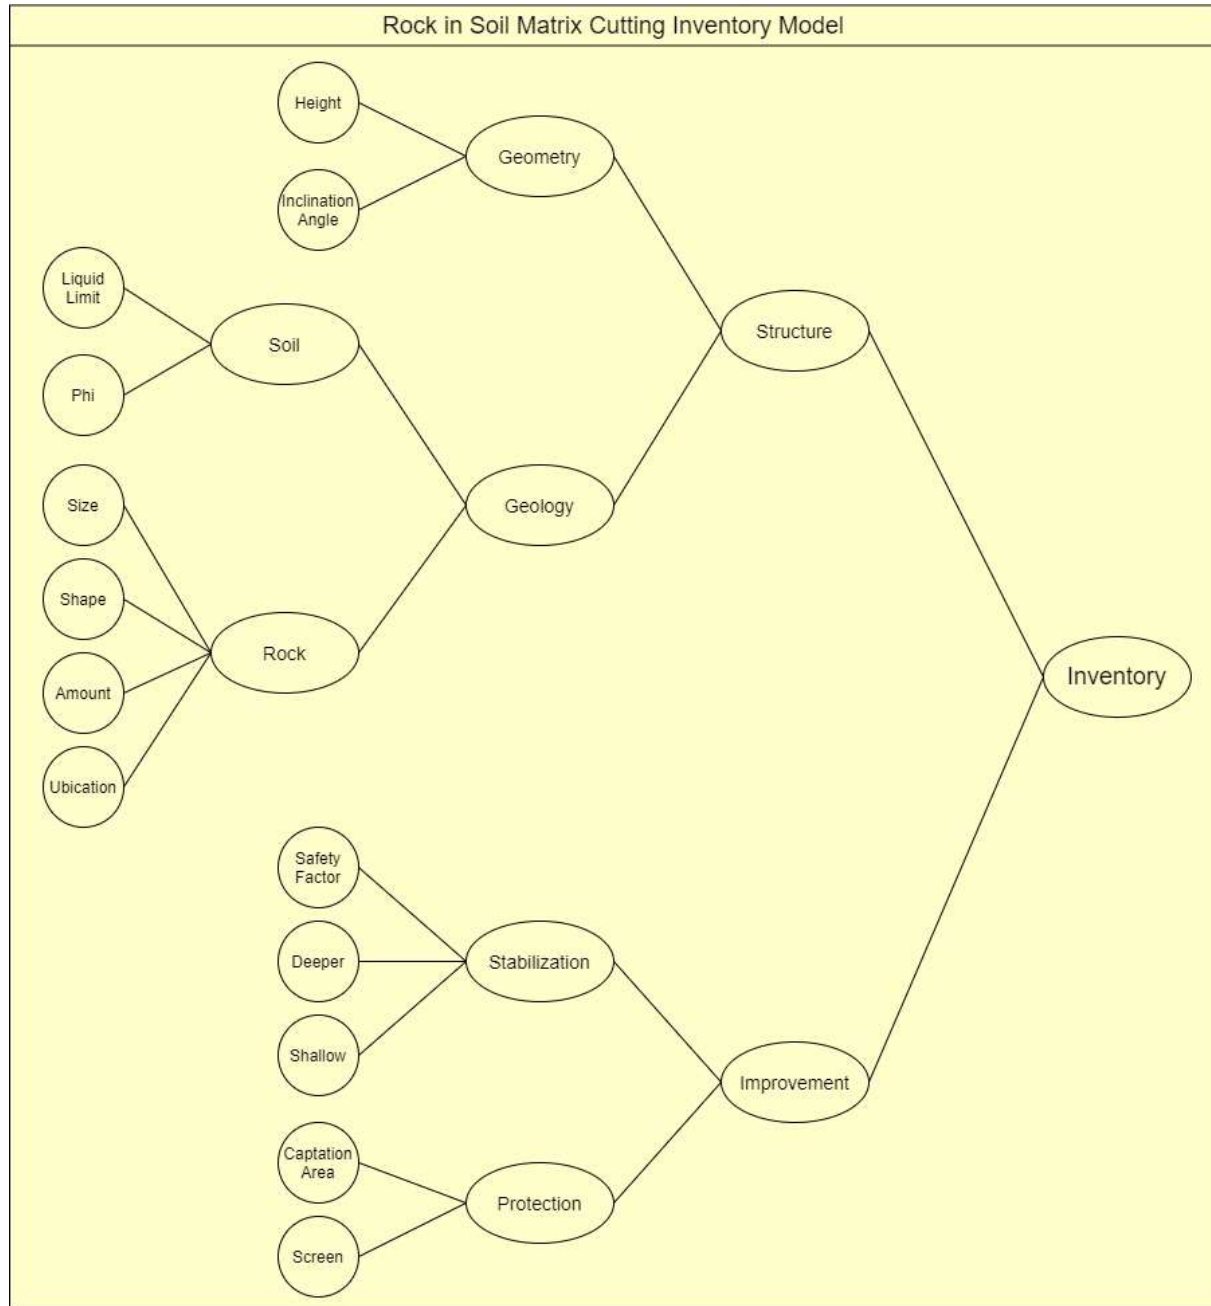 Rock in Soil Matrix Cutting Inventory Model
Height
Geometry
Inclination
Angle
Liquid
Limit
Soil
Structure
Phi
Size
Geology
Shape
Rock
Amount
Inventory
Ubication
Safety
Factor
Deeper
Stabilization
Shallow
Improvement
Captation
Area
Protection
Screen